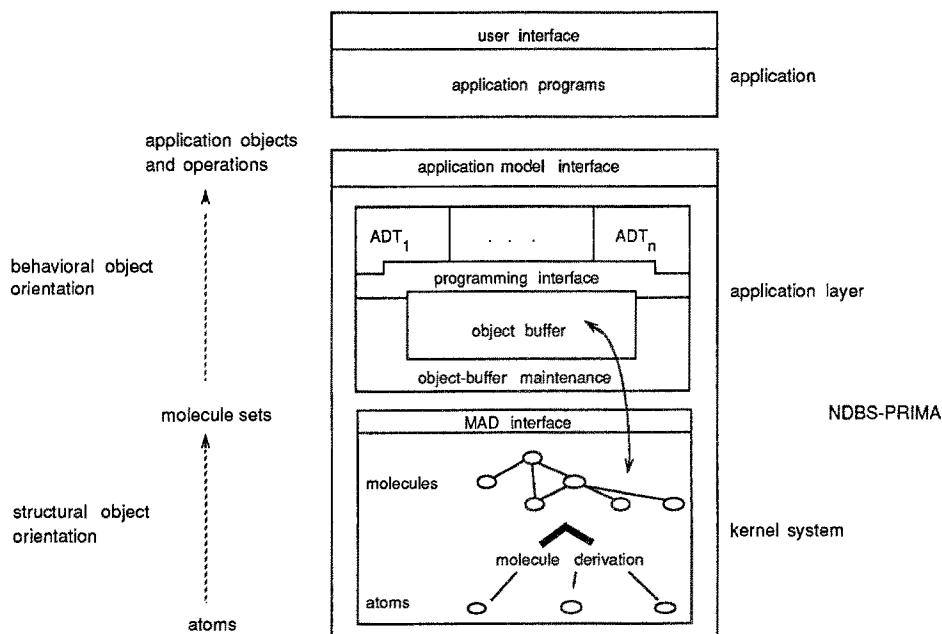 user interface
application programs
application
application objects
and operations
application model interface
ADT1
. . .
ADTn
behavioral object
orientation
programming interface
application layer
object buffer
object-buffer maintenance
molecule sets
NDBS-PRIMA
MAD interface
molecules
structural object
orientation
kernel system
molecule derivation
atoms
atoms